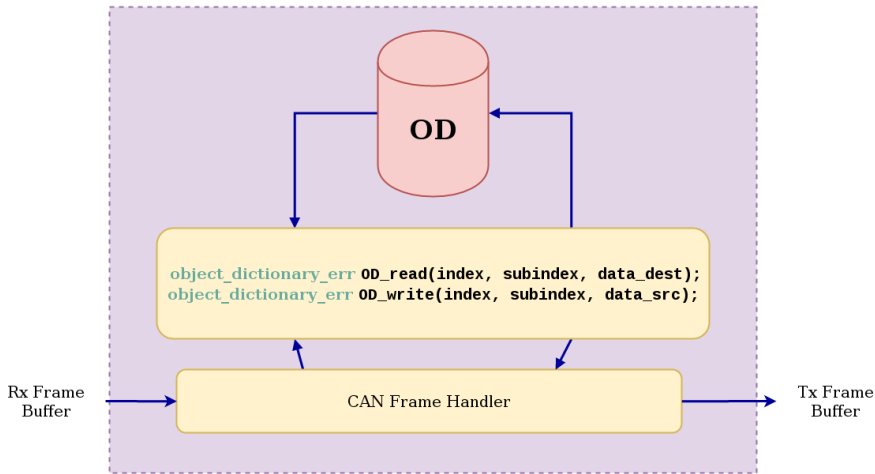 OD
object_dictionary_err OD_read(index, subindex, data_dest);
object_dictionary_err OD_write(index, subindex, data_src);
Rx Frame
Buffer
CAN Frame Handler
Tx Frame
Buffer